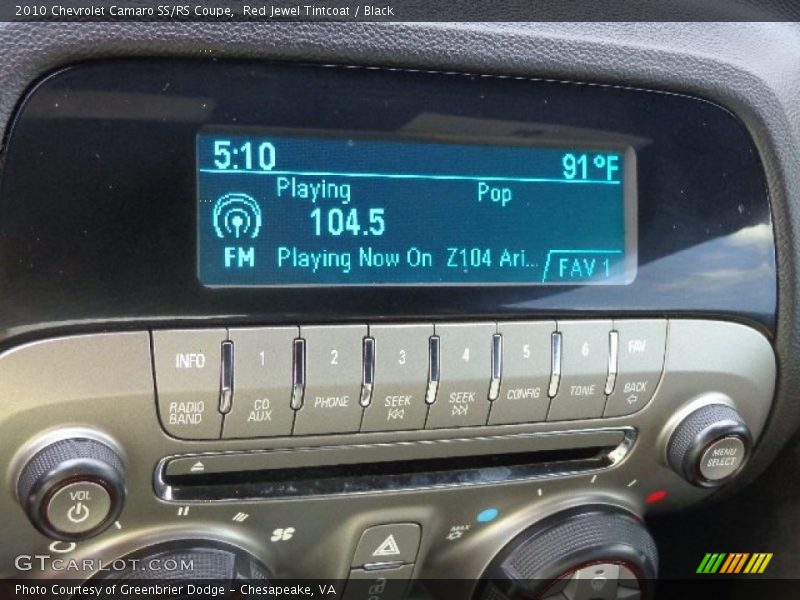 2010 Chevrolet Camaro SS/RS Coupe, Red Jewel Tintcoat / Black
5:10
91°F
Playing
Pop
104.5
FM
Playing Now On Z104 Ari...
FAV 1
INFO
1
2
3
4
5
6
FAV
RADIO
BAND
CD
AUX
PHONE
SEEK
SEEK
CONFIG
TONE
BACK
VOL
MENU
SELECT
MAX
GTCARLOT.COM
Photo Courtesy of Greenbrier Dodge - Chesapeake, VA